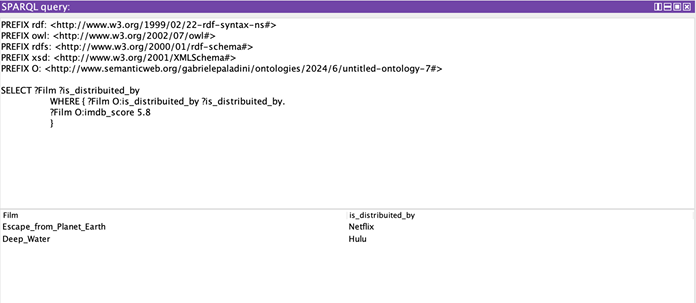 SPARQL query:
PREFIX rdf: <http://www.w3.org/1999/02/22-rdf-syntax-ns#>
PREFIX owl: <http://www.w3.org/2002/07/owl#>
PREFIX rdfs: <http://www.w3.org/2000/01/rdf-schema#>
PREFIX xsd: <http://www.w3.org/2001/XMLSchema#>
PREFIX O: <http://www.semanticweb.org/gabrielepaladini/ontologies/2024/6/untitled-ontology-7#>
SELECT ?Film ?is_distribuited_by
WHERE { ?Film O:is_distribuited_by ?is_distribuited_by.
?Film O:imdb_score 5.8
}
Film is_distribuited_by
Escape_from_Planet_Earth Netflix
Deep_Water Hulu